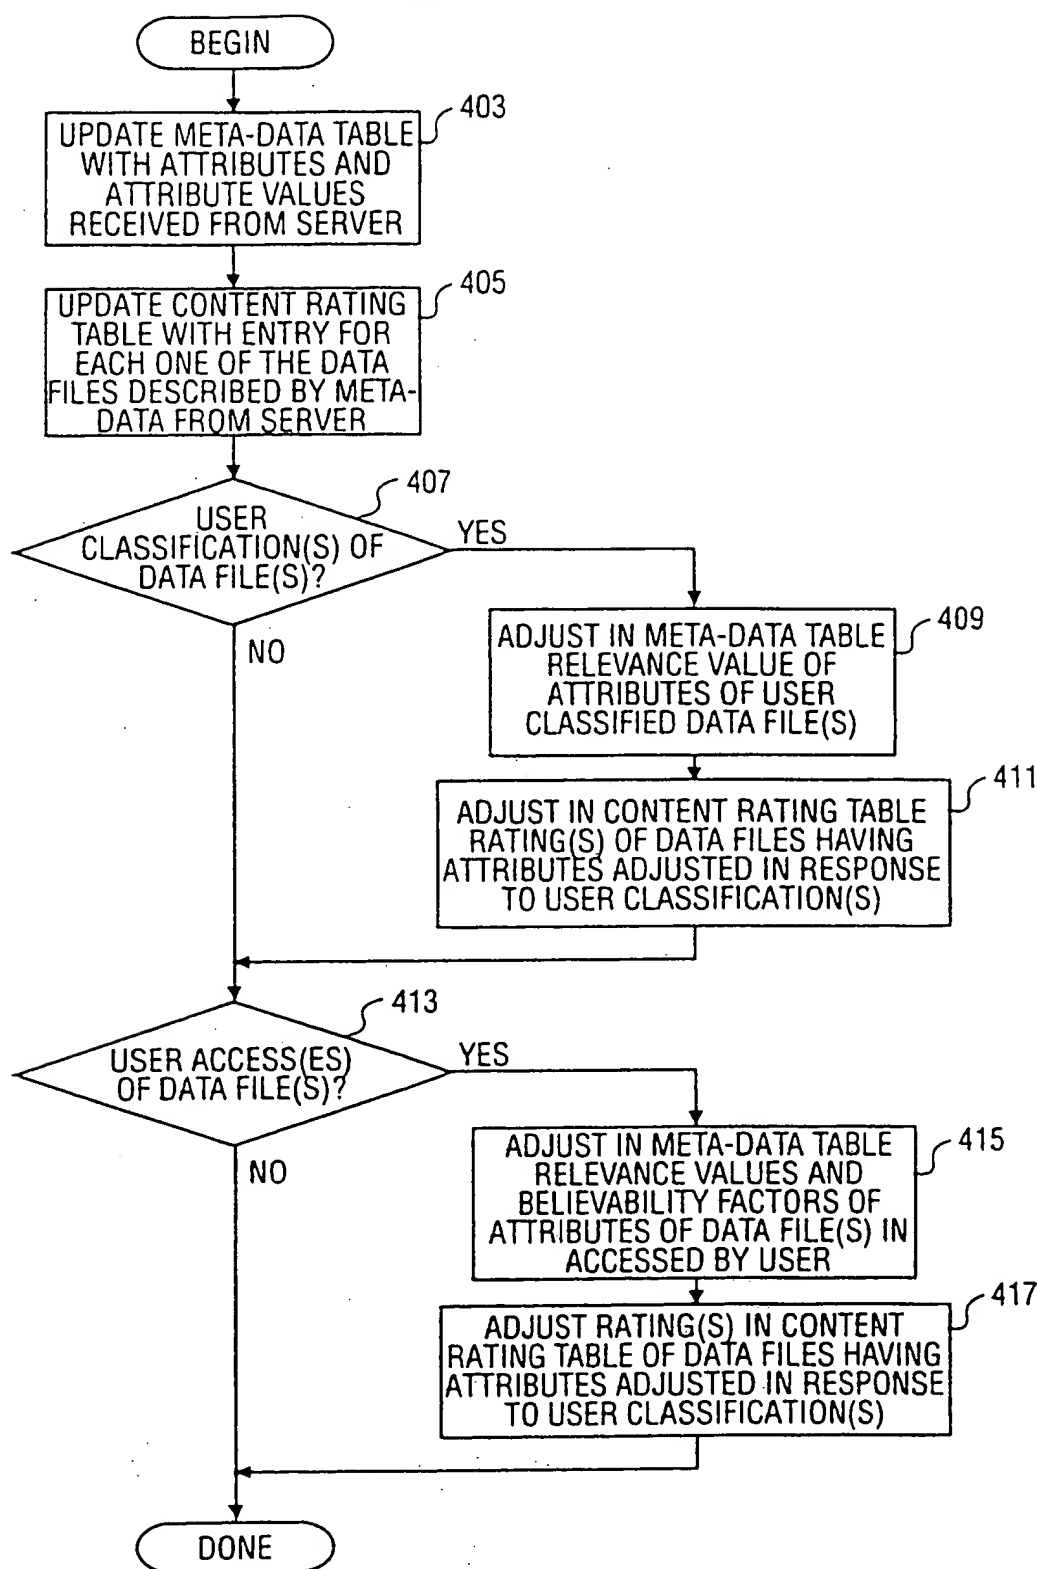 BEGIN
403
UPDATE META-DATA TABLE
WITH ATTRIBUTES AND
ATTRIBUTE VALUES
RECEIVED FROM SERVER
405
UPDATE CONTENT RATING
TABLE WITH ENTRY FOR
EACH ONE OF THE DATA
FILES DESCRIBED BY META-
DATA FROM SERVER
407
USER
CLASSIFICATION(S) OF
DATA FILE(S)?
YES
NO
409
ADJUST IN META-DATA TABLE
RELEVANCE VALUE OF
ATTRIBUTES OF USER
CLASSIFIED DATA FILE(S)
411
ADJUST IN CONTENT RATING TABLE
RATING(S) OF DATA FILES HAVING
ATTRIBUTES ADJUSTED IN RESPONSE
TO USER CLASSIFICATION(S)
413
USER ACCESS(ES)
OF DATA FILE(S)?
YES
NO
415
ADJUST IN META-DATA TABLE
RELEVANCE VALUES AND
BELIEVABILITY FACTORS OF
ATTRIBUTES OF DATA FILE(S) IN
ACCESSED BY USER
417
ADJUST RATING(S) IN CONTENT
RATING TABLE OF DATA FILES HAVING
ATTRIBUTES ADJUSTED IN RESPONSE
TO USER CLASSIFICATION(S)
DONE